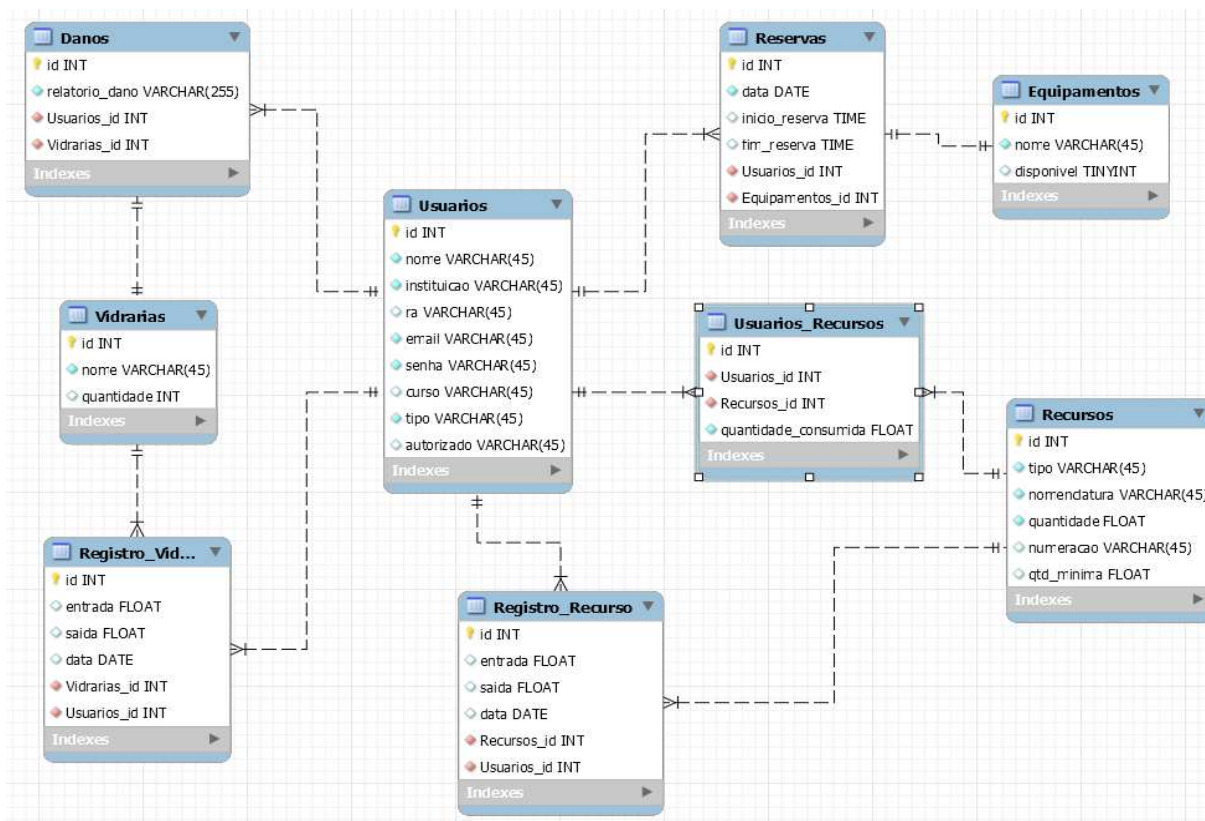 Danos
id INT
relatorio_dano VARCHAR(255)
Usuarios_id INT
Vidrarias_id INT
Indexes
Reservas
id INT
data DATE
inicio_reserva TIME
fim_reserva TIME
Usuarios_id INT
Equipamentos_id INT
Indexes
Equipamentos
id INT
nome VARCHAR(45)
disponivel TINYINT
Indexes
Usuarios
id INT
nome VARCHAR(45)
instituicao VARCHAR(45)
ra VARCHAR(45)
email VARCHAR(45)
senha VARCHAR(45)
curso VARCHAR(45)
tipo VARCHAR(45)
autorizado VARCHAR(45)
Indexes
Vidrarias
id INT
nome VARCHAR(45)
quantidade INT
Indexes
Usuarios_Recursos
id INT
Usuarios_id INT
Recursos_id INT
quantidade_consumida FLOAT
Indexes
Recursos
id INT
tipo VARCHAR(45)
nomenclatura VARCHAR(45)
quantidade FLOAT
numeracao VARCHAR(45)
qtd_minima FLOAT
Indexes
Registro_Vid...
id INT
entrada FLOAT
saida FLOAT
data DATE
Vidrarias_id INT
Usuarios_id INT
Indexes
Registro_Recurso
id INT
entrada FLOAT
saida FLOAT
data DATE
Recursos_id INT
Usuarios_id INT
Indexes